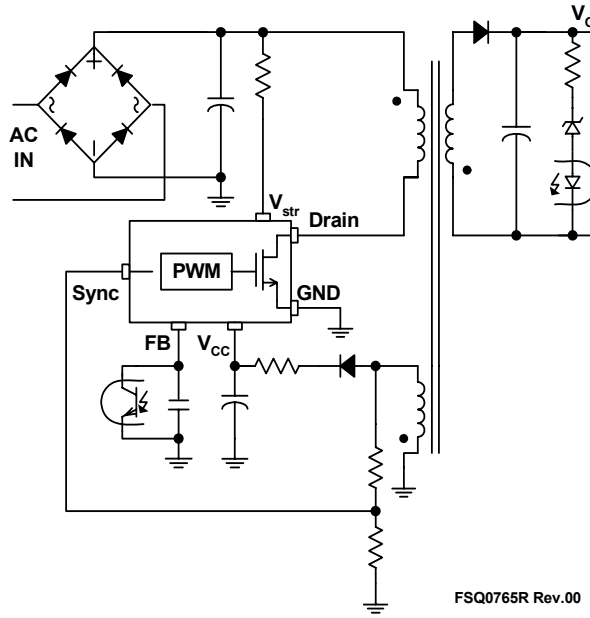 AC
IN
V
Vstr
Drain
PWM
Sync
GND
FB
VCC
FSQ0765R Rev.00